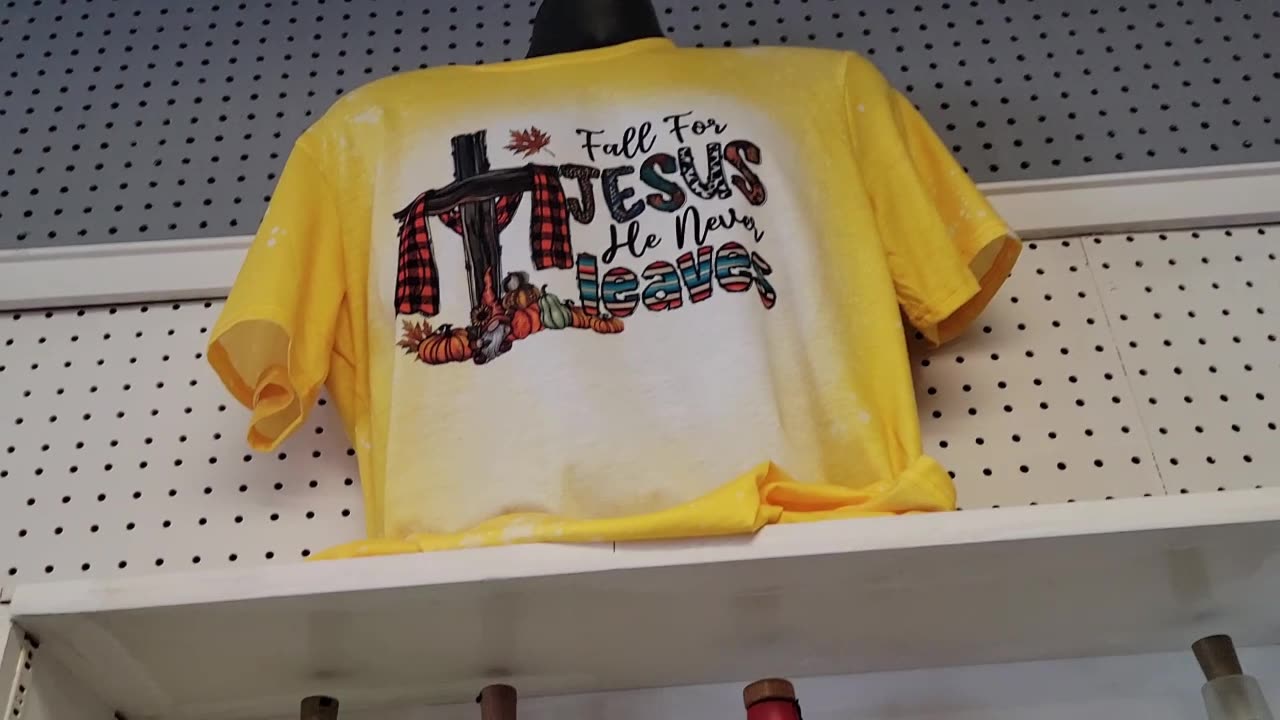 Fall For
JESUS
He Never
leaves